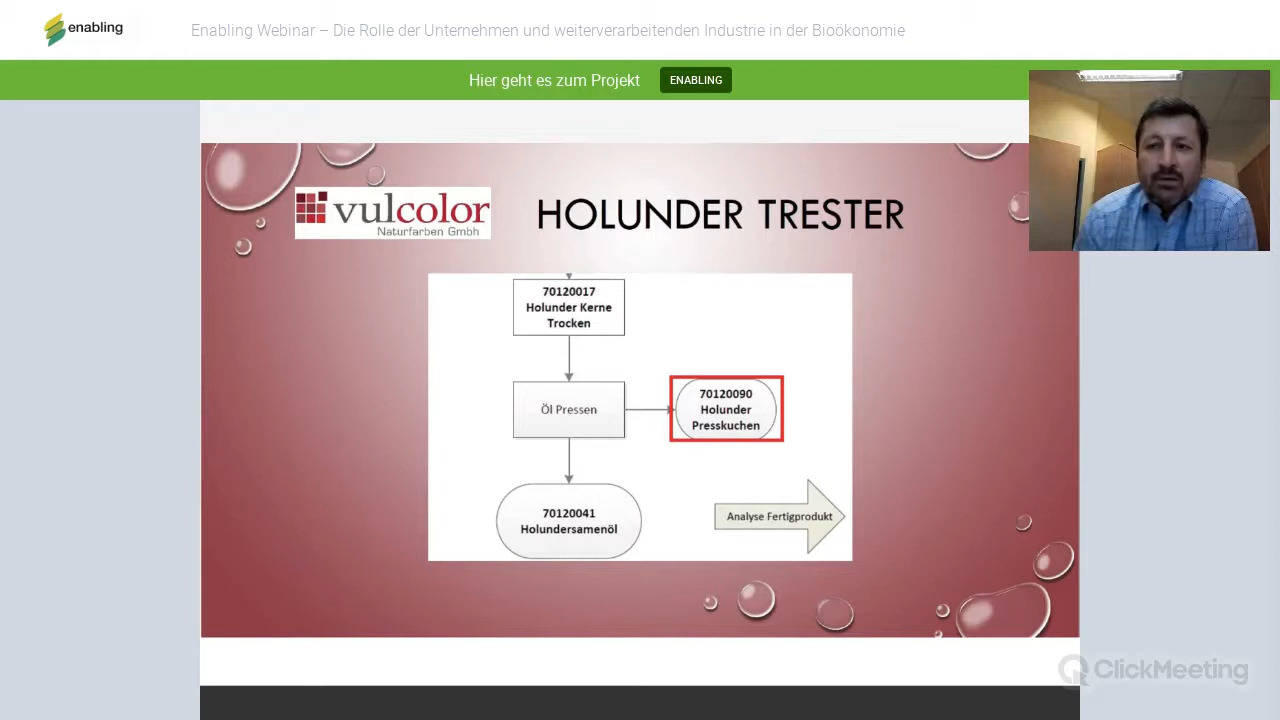 enabling
Enabling Webinar – Die Rolle der Unternehmen und weiterverarbeitenden Industrie in der Bioökonomie
Hier geht es zum Projekt
ENABLING
vulcolor
Naturfarben Gmbh
HOLUNDER TRESTER
70120017
Holunder Kerne
Trocken
Öl Pressen
70120090
Holunder
Presskuchen
70120041
Holundersamenöl
Analyse Fertigprodukt
ClickMeeting